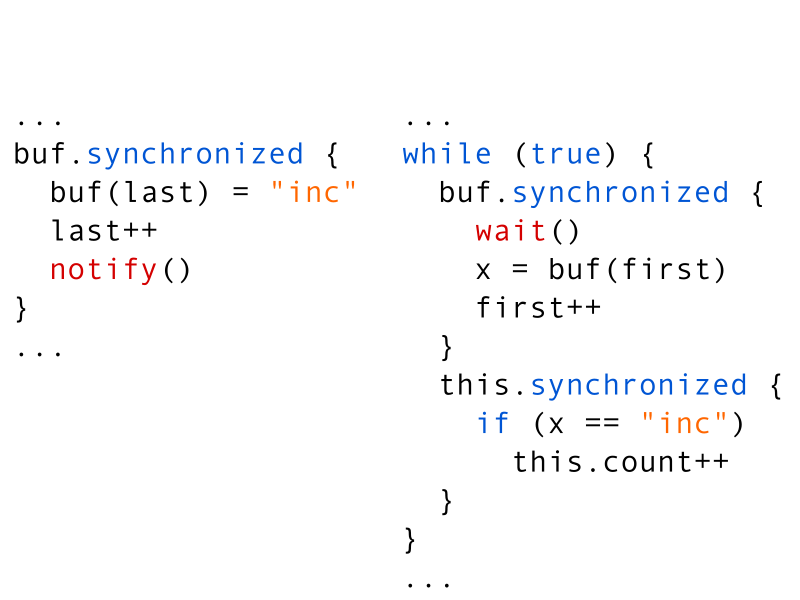 ...
buf.synchronized {
  buf(last) = "inc"
  last++
  notify()
}
...
...
while (true) {
  buf.synchronized {
    wait()
    x = buf(first)
    first++
  }
  this.synchronized {
    if (x == "inc")
      this.count++
  }
}
...